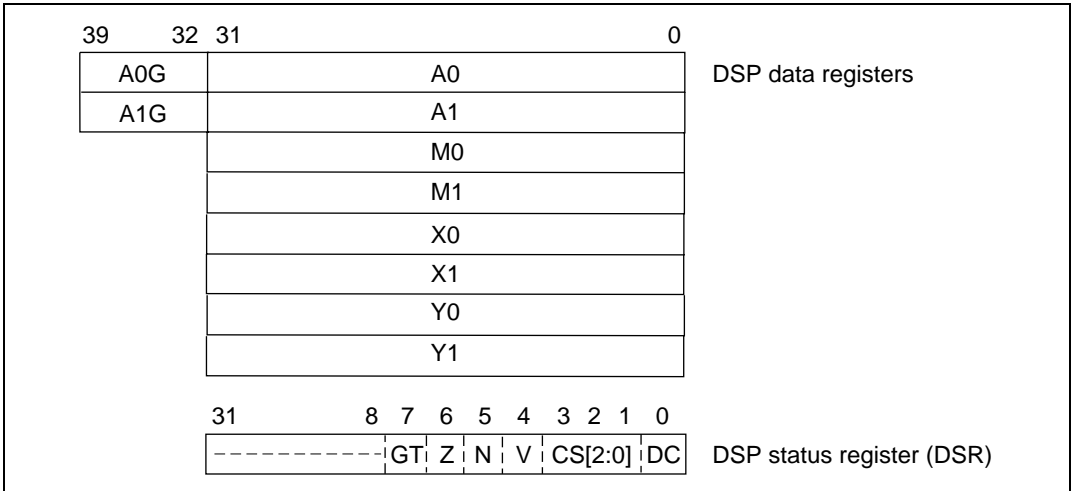 39 32 31 0
A0G A0 DSP data registers
A1G A1
M0
M1
X0
X1
Y0
Y1
31 8 7 6 5 4 3 2 1 0
GT Z N V CS[2:0] DC DSP status register (DSR)